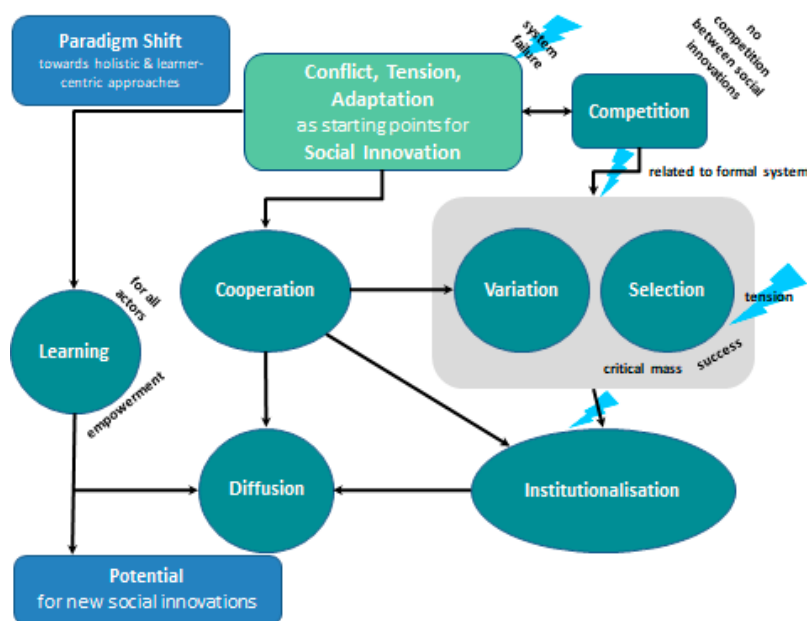 Paradigm Shift
towards holistic & learner-
centric approaches
Conflict, Tension,
Adaptation
as starting points for
Social Innovation
system
failure
no
competition
between social
innovations
Competition
related to formal system
Cooperation
Variation
Selection
tension
success
critical mass
for all
actors
Learning
empowerment
Diffusion
Institutionalisation
Potential
for new social innovations